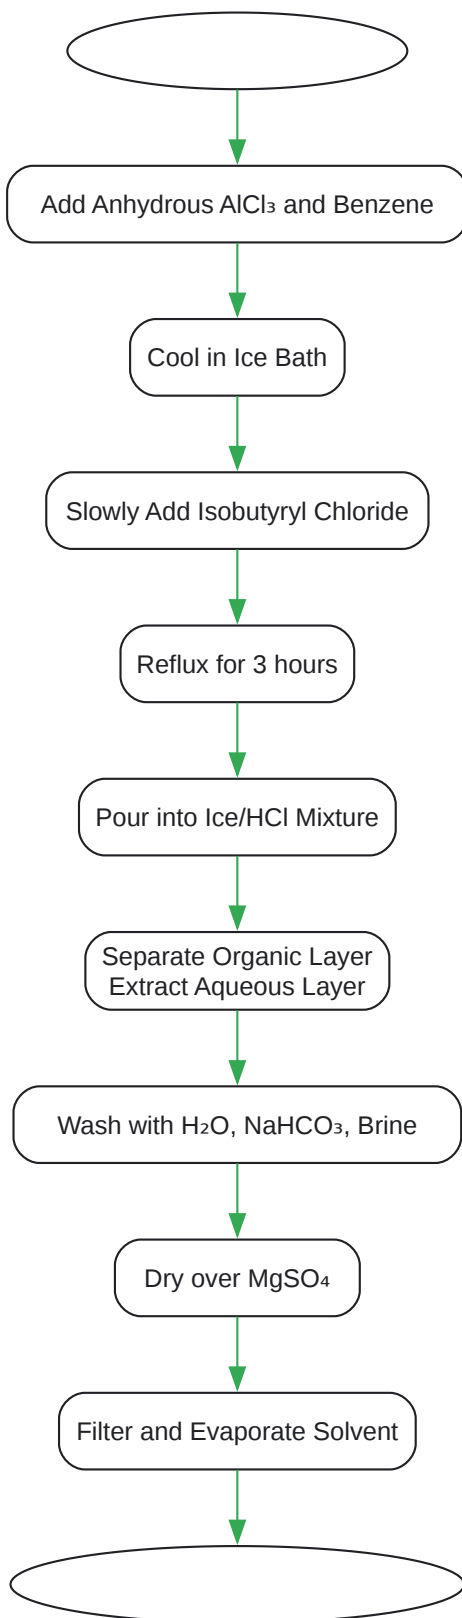 Add Anhydrous AlCl₃ and Benzene
Cool in Ice Bath
Slowly Add Isobutyryl Chloride
Reflux for 3 hours
Pour into Ice/HCl Mixture
Separate Organic Layer
Extract Aqueous Layer
Wash with H₂O, NaHCO₃, Brine
Dry over MgSO₄
Filter and Evaporate Solvent